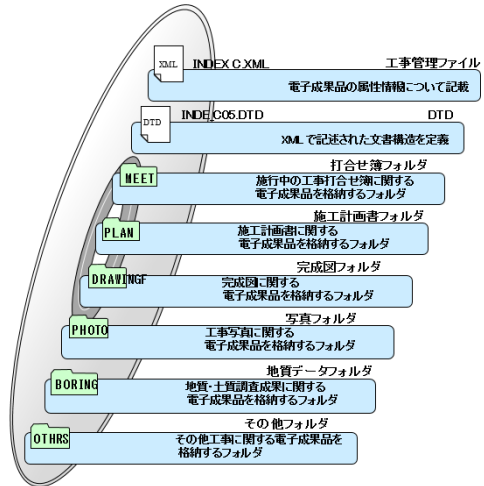 XML
INDEX C.XML
工事管理ファイル
電子成果品の属性情報について記載
DTD
INDE_C05.DTD
DTD
XMLで記述された文書構造を定義
打合せ簿フォルダ
MEET
施行中の工事打合せ簿に関する
電子成果品を格納するフォルダ
施工計画書フォルダ
PLAN
施工計画書に関する
電子成果品を格納するフォルダ
完成図フォルダ
DRAWINGF
完成図に関する
電子成果品を格納するフォルダ
写真フォルダ
PHOTO
工事写真に関する
電子成果品を格納するフォルダ
地質データフォルダ
BORING
地質・土質調査成果に関する
電子成果品を格納するフォルダ
その他フォルダ
OTHRS
その他工事に関する電子成果品を
格納するフォルダ